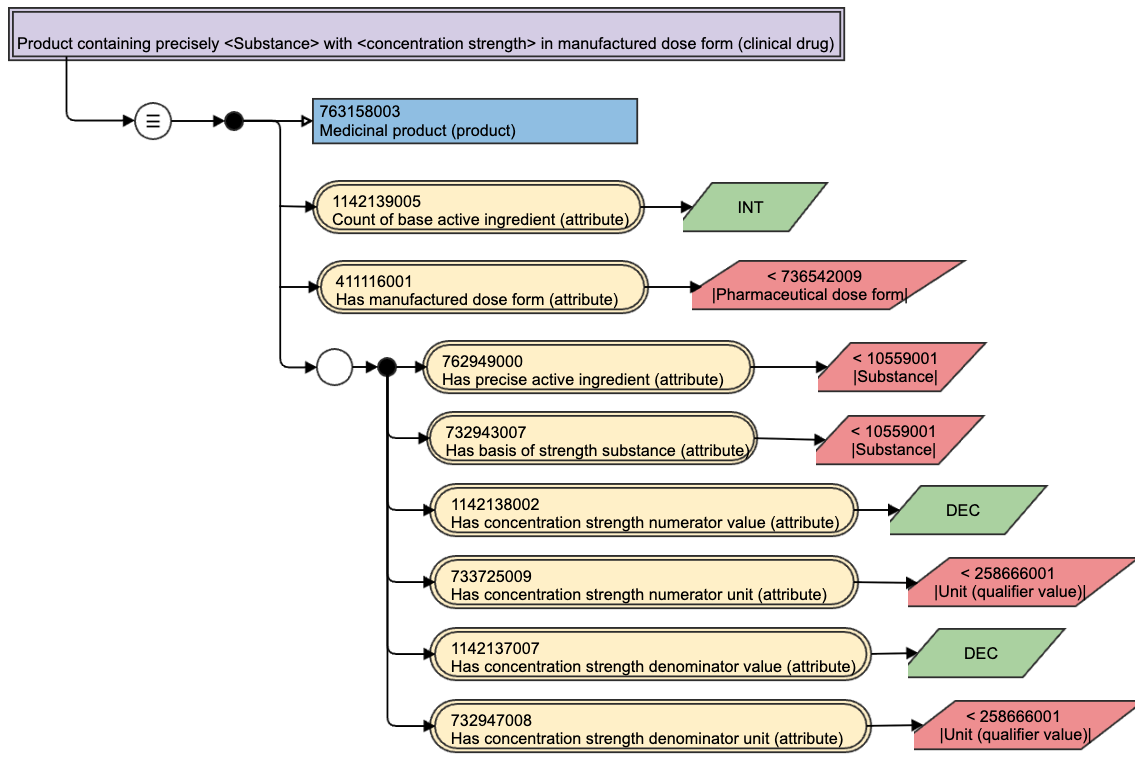 Product containing precisely <Substance> with <concentration strength> in manufactured dose form (clinical drug)
763158003
Medicinal product (product)
1142139005
Count of base active ingredient (attribute)
INT
411116001
Has manufactured dose form (attribute)
< 736542009
|Pharmaceutical dose form|
762949000
Has precise active ingredient (attribute)
< 10559001
|Substance|
732943007
Has basis of strength substance (attribute)
< 10559001
|Substance|
1142138002
Has concentration strength numerator value (attribute)
DEC
733725009
Has concentration strength numerator unit (attribute)
< 258666001
|Unit (qualifier value)|
1142137007
Has concentration strength denominator value (attribute)
DEC
732947008
Has concentration strength denominator unit (attribute)
< 258666001
|Unit (qualifier value)|